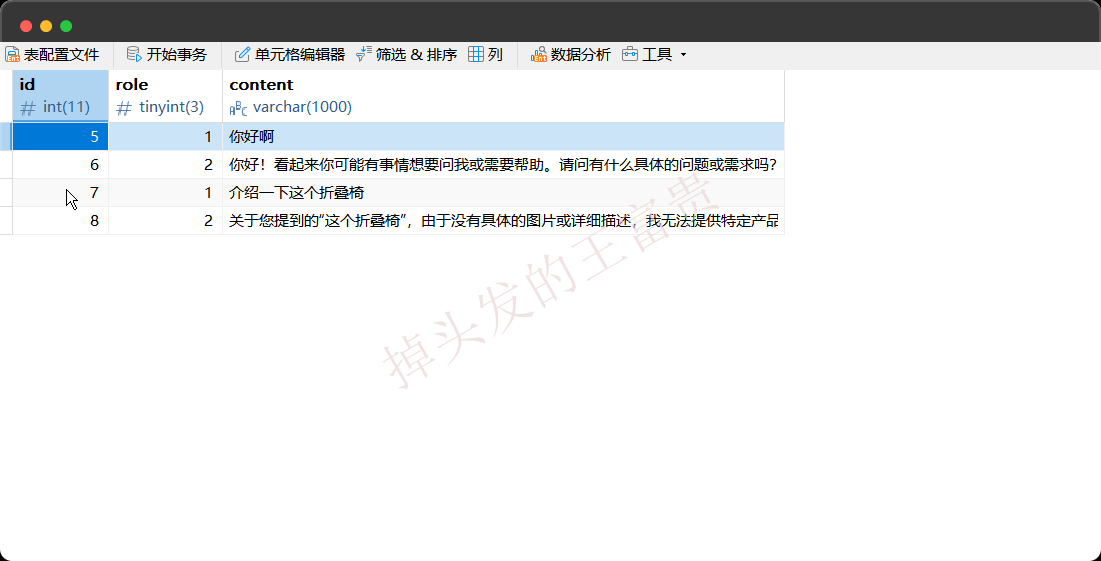 表配置文件 开始事务 单元格编辑器 筛选 & 排序 列 数据分析 工具
id role content
# int(11) # tinyint(3) ABC varchar(1000)
5 1 你好啊
6 2 你好！看起来你可能有事情想要问我或需要帮助。请问有什么具体的问题或需求吗？
7 1 介绍一下这个折叠椅
8 2 关于您提到的“这个折叠椅”，由于没有具体的图片或详细描述，我无法提供特定产品
掉头发的王富贵